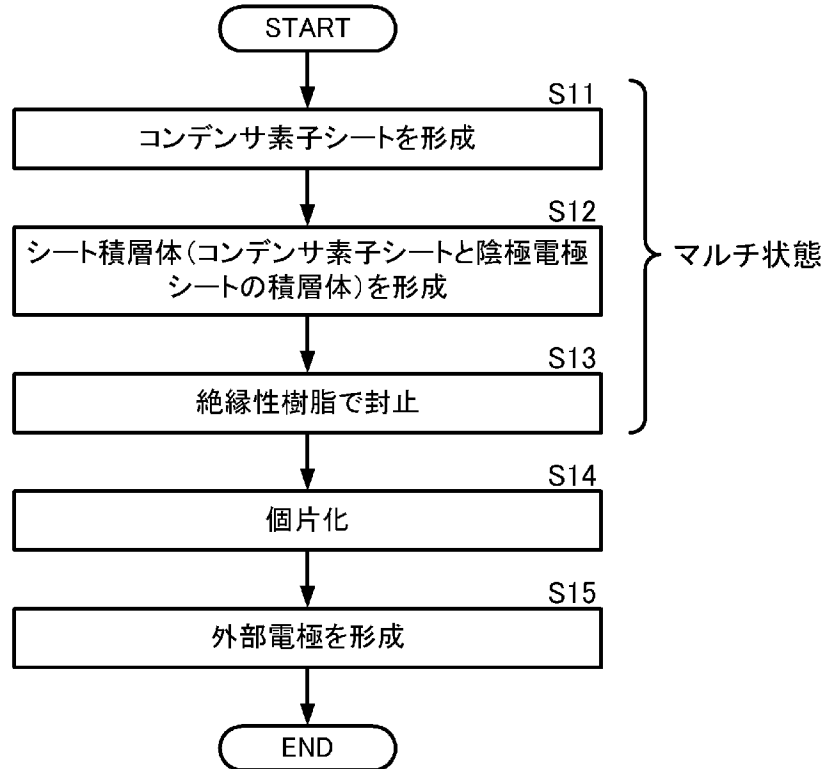 START
S11
コンデンサ素子シートを形成
S12
シート積層体(コンデンサ素子シートと陰極電極
シートの積層体)を形成
マルチ状態
S13
絶縁性樹脂で封止
S14
個片化
S15
外部電極を形成
END